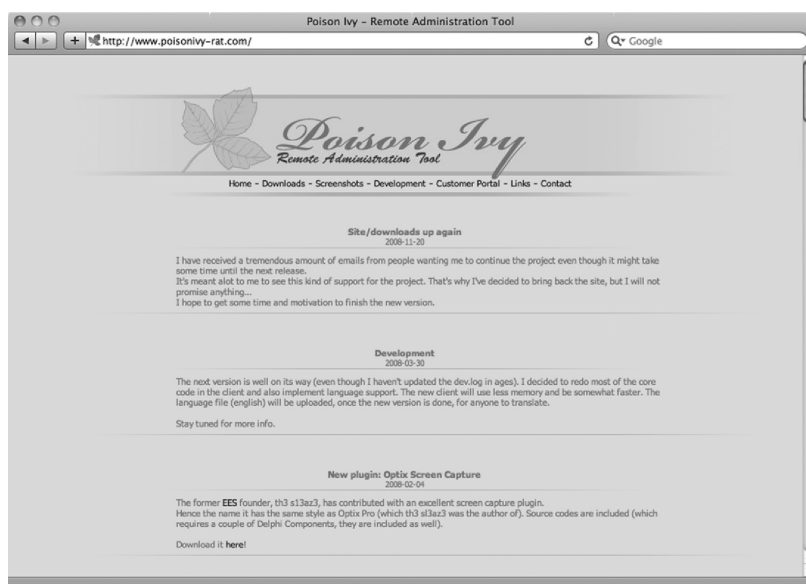 Poison Ivy – Remote Administration Tool
http://www.poisonivy-rat.com/
Google
Poison Ivy
Remote Administration Tool
Home - Downloads - Screenshots - Development - Customer Portal - Links - Contact
Site/downloads up again
2008-11-20
I have received a tremendous amount of emails from people wanting me to continue the project even though it might take
some time until the next release.
It's meant alot to me to see this kind of support for the project. That's why I've decided to bring back the site, but I will not
promise anything...
I hope to get some time and motivation to finish the new version.
Development
2008-03-30
The next version is well on its way (even though I haven't updated the dev.log in ages). I decided to redo most of the core
code in the client and also implement language support. The new client will use less memory and be somewhat faster. The
language file (english) will be uploaded, once the new version is done, for anyone to translate.
Stay tuned for more info.
New plugin: Optix Screen Capture
2008-02-04
The former EES founder, th3 s13az3, has contributed with an excellent screen capture plugin.
Hence the name it has the same style as Optix Pro (which th3 sl3az3 was the author of). Source codes are included (which
requires a couple of Delphi Components, they are included as well).
Download it here!